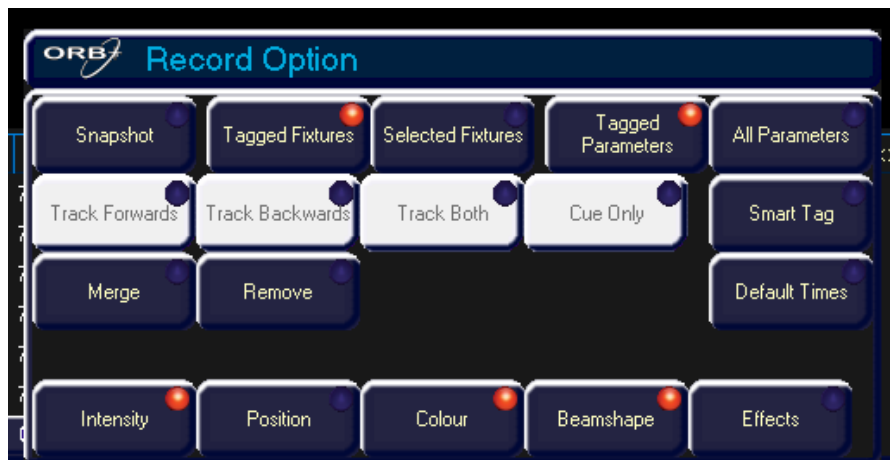 ORB Record Option
Snapshot
Tagged Fixtures
Selected Fixtures
Tagged
Parameters
All Parameters
Track Forwards
Track Backwards
Track Both
Cue Only
Smart Tag
Merge
Remove
Default Times
Intensity
Position
Colour
Beamshape
Effects